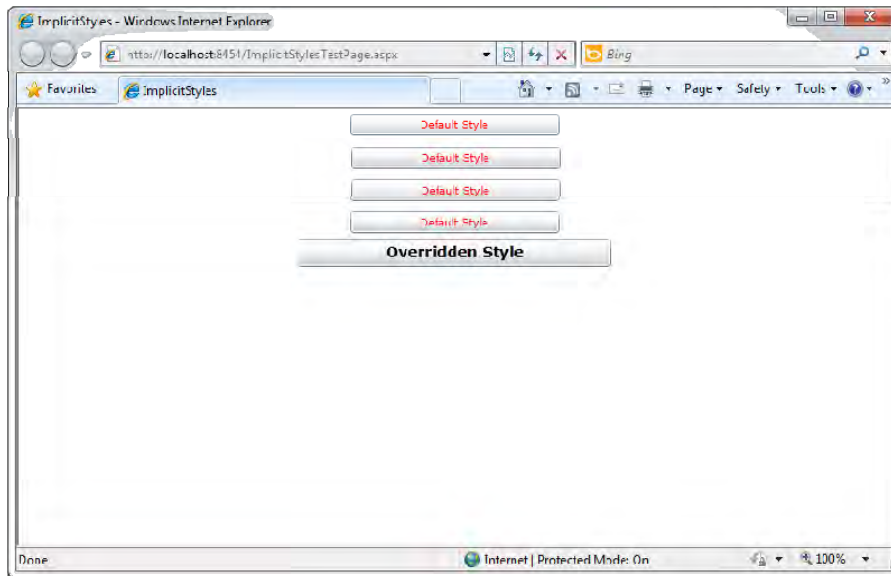 ImplicitStyles - Windows Internet Explorer
http://localhost:8454/ImplicitStylesTestPage.aspx
Bing
Favorites
ImplicitStyles
Page
Safety
Tools
Default Style
Default Style
Default Style
Default Style
Overridden Style
Done
Internet | Protected Mode: On
100%